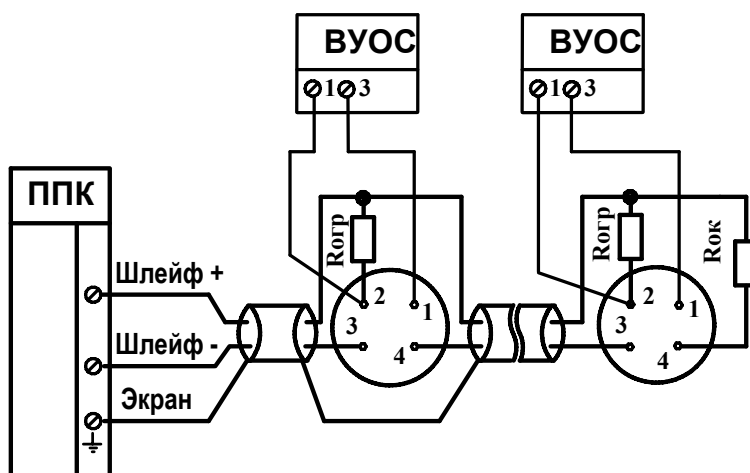 ВУОС
1 3
ВУОС
1 3
ППК
Шлейф +
Шлейф -
Экран
Rогр
2
1
3
4
Rогр
Rок
2
1
3
4